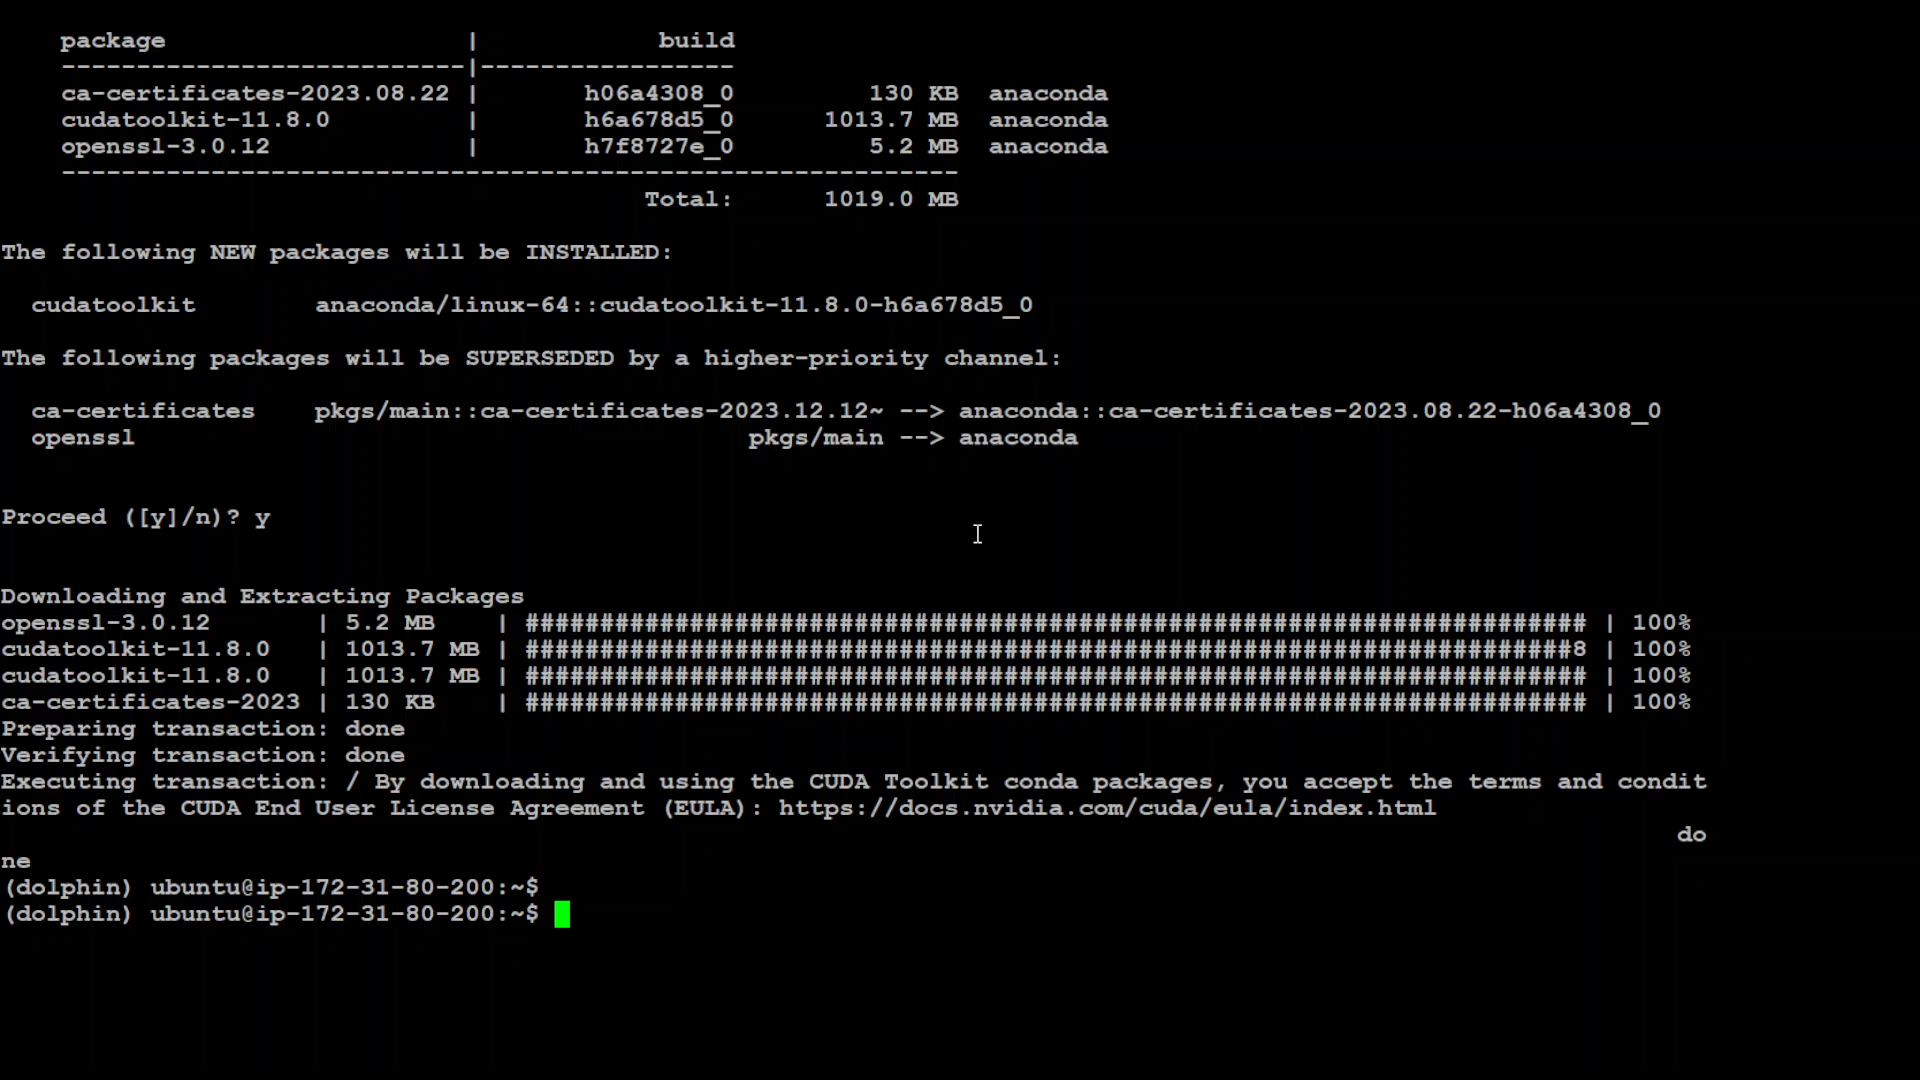 package | build
---------------------------|-----------------
ca-certificates-2023.08.22 | h06a4308_0 130 KB anaconda
cudatoolkit-11.8.0 | h6a678d5_0 1013.7 MB anaconda
openssl-3.0.12 | h7f8727e_0 5.2 MB anaconda
------------------------------------------------------------
Total: 1019.0 MB
The following NEW packages will be INSTALLED:
cudatoolkit anaconda/linux-64::cudatoolkit-11.8.0-h6a678d5_0
The following packages will be SUPERSEDED by a higher-priority channel:
ca-certificates pkgs/main::ca-certificates-2023.12.12~ --> anaconda::ca-certificates-2023.08.22-h06a4308_0
openssl pkgs/main --> anaconda
Proceed ([y]/n)? y
Downloading and Extracting Packages
openssl-3.0.12 | 5.2 MB | ####################################################################### | 100%
cudatoolkit-11.8.0 | 1013.7 MB | ######################################################################8 | 100%
cudatoolkit-11.8.0 | 1013.7 MB | ####################################################################### | 100%
ca-certificates-2023 | 130 KB | ####################################################################### | 100%
Preparing transaction: done
Verifying transaction: done
Executing transaction: / By downloading and using the CUDA Toolkit conda packages, you accept the terms and condit
ions of the CUDA End User License Agreement (EULA): https://docs.nvidia.com/cuda/eula/index.html
do
ne
(dolphin) ubuntu@ip-172-31-80-200:~$
(dolphin) ubuntu@ip-172-31-80-200:~$